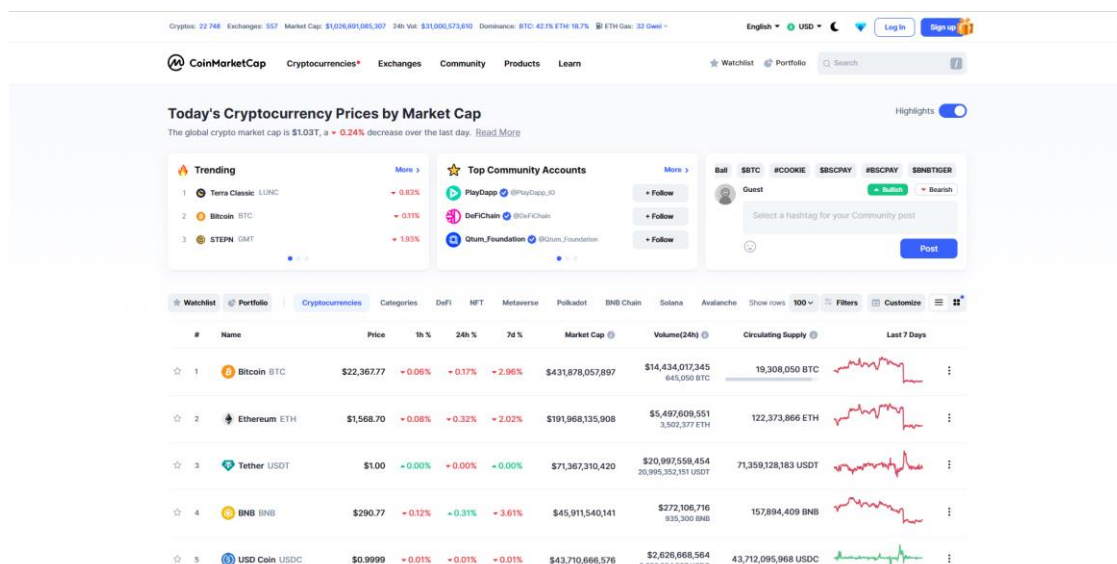 Cryptos: 22 748 Exchanges: 557 Market Cap: $1,026,691,085,307 24h Vol: $31,000,573,610 Dominance: BTC: 42.1% ETH: 18.7% ETH Gas: 32 Gwei English USD Log In Sign up
CoinMarketCap Cryptocurrencies Exchanges Community Products Learn Watchlist Portfolio Search /
Today's Cryptocurrency Prices by Market Cap Highlights
The global crypto market cap is $1.03T, a 0.24% decrease over the last day. Read More
Trending More >
1 Terra Classic LUNC 0.83%
2 Bitcoin BTC 0.11%
3 STEPN GMT 1.93%
Top Community Accounts More >
PlayDapp @PlayDapp_IO + Follow
DeFiChain @DeFiChain + Follow
Qtum_Foundation @Qtum_Foundation + Follow
$BTC #COOKIE $BSCPAY #BSCPAY $BNBTIGER
Guest Bullish Bearish
Select a hashtag for your Community post
Post
Watchlist Portfolio Cryptocurrencies Categories DeFi NFT Metaverse Polkadot BNB Chain Solana Avalanche Show rows 100 Filters Customize
# Name Price 1h % 24h % 7d % Market Cap Volume(24h) Circulating Supply Last 7 Days
1 Bitcoin BTC $22,367.77 0.06% 0.17% 2.96% $431,878,057,897 $14,434,017,345 19,308,050 BTC
645,050 BTC
2 Ethereum ETH $1,568.70 0.08% 0.32% 2.02% $191,968,135,908 $5,497,609,551 122,373,866 ETH
3,502,377 ETH
3 Tether USDT $1.00 0.00% 0.00% 0.00% $71,367,310,420 $20,997,559,454 71,359,128,183 USDT
20,995,352,151 USDT
4 BNB BNB $290.77 0.12% 0.31% 3.61% $45,911,540,141 $272,106,716 157,894,409 BNB
935,300 BNB
5 USD Coin USDC $0.9999 0.01% 0.01% 0.01% $43,710,666,576 $2,626,668,564 43,712,095,968 USDC